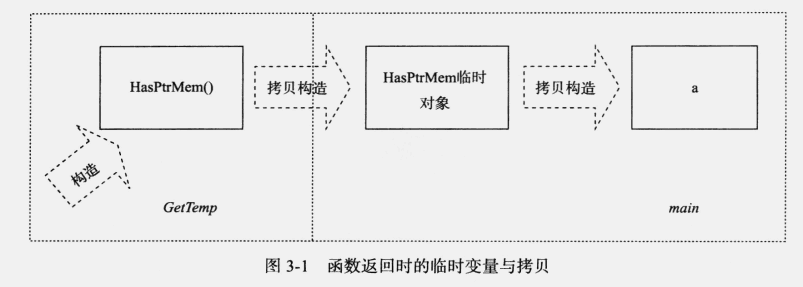 HasPtrMem()
拷贝构造
HasPtrMem临时
对象
拷贝构造
a
构造
GetTemp
main
图 3-1 函数返回时的临时变量与拷贝